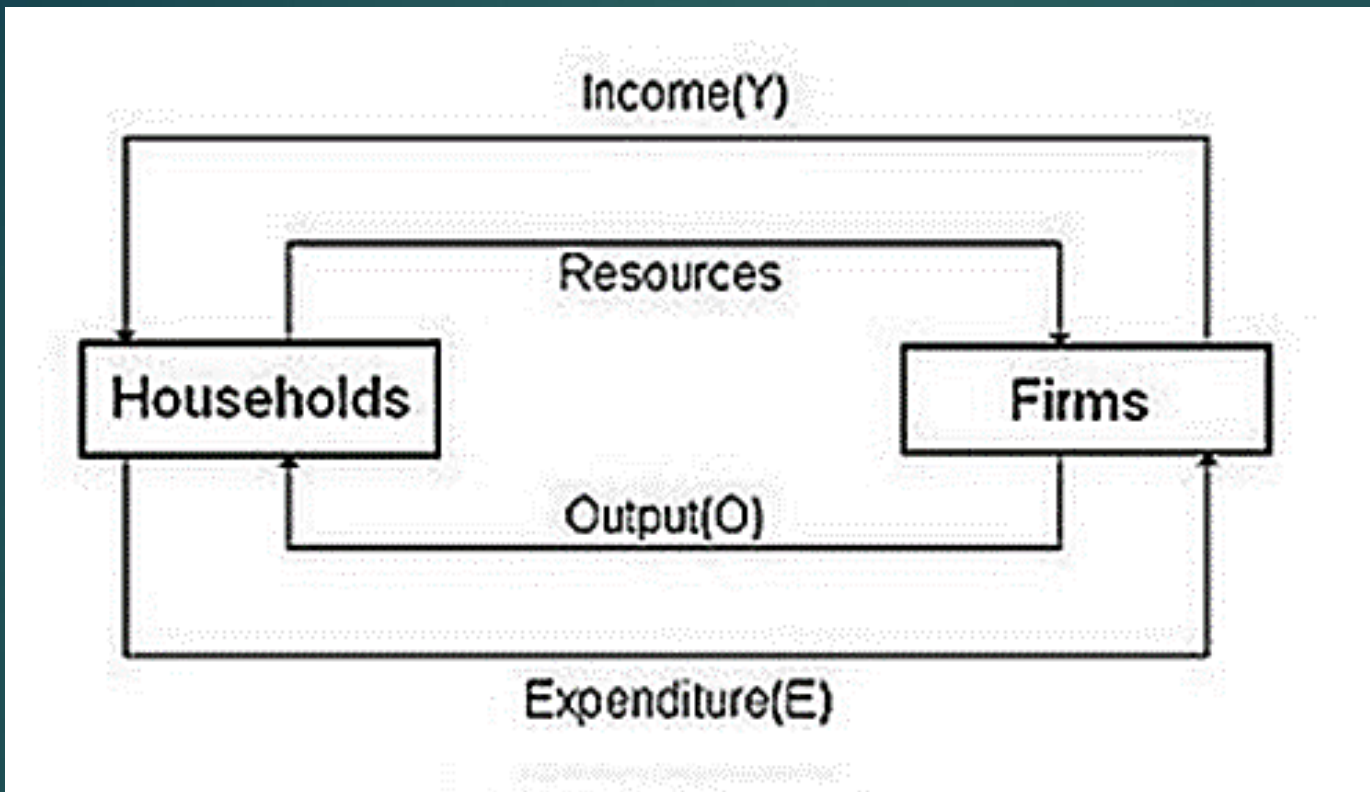 Income(Y)
Resources
Households
Firms
Output(O)
Expenditure(E)